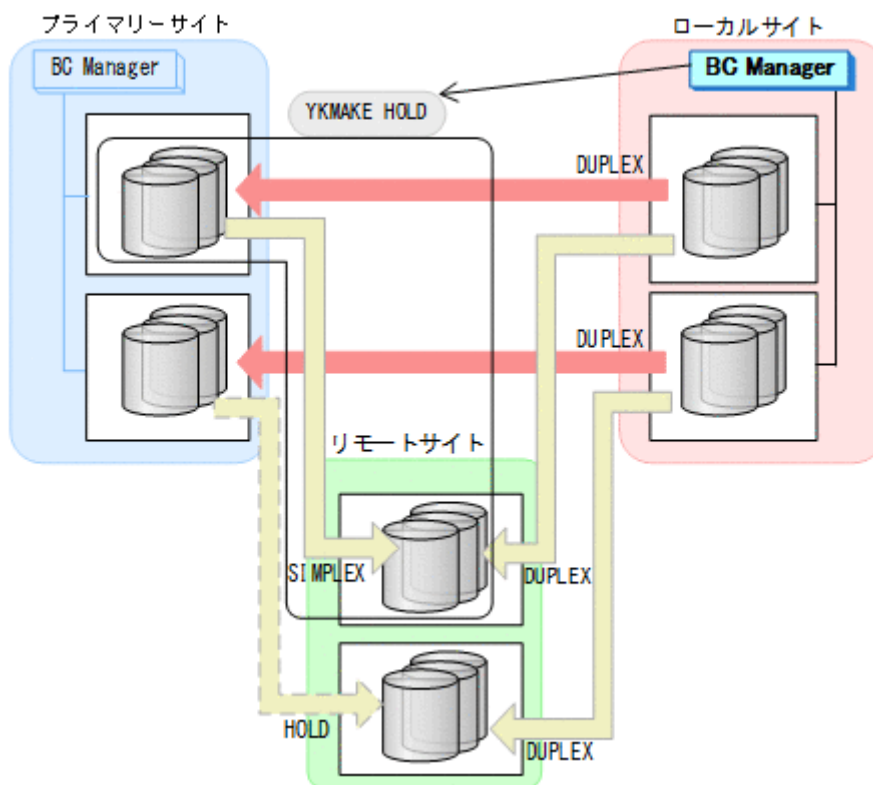 プライマリーサイト
ローカルサイト
BC Manager
BC Manager
YKMAKE HOLD
DUPLEX
DUPLEX
リモートサイト
SIMPLEX
DUPLEX
HOLD
DUPLEX